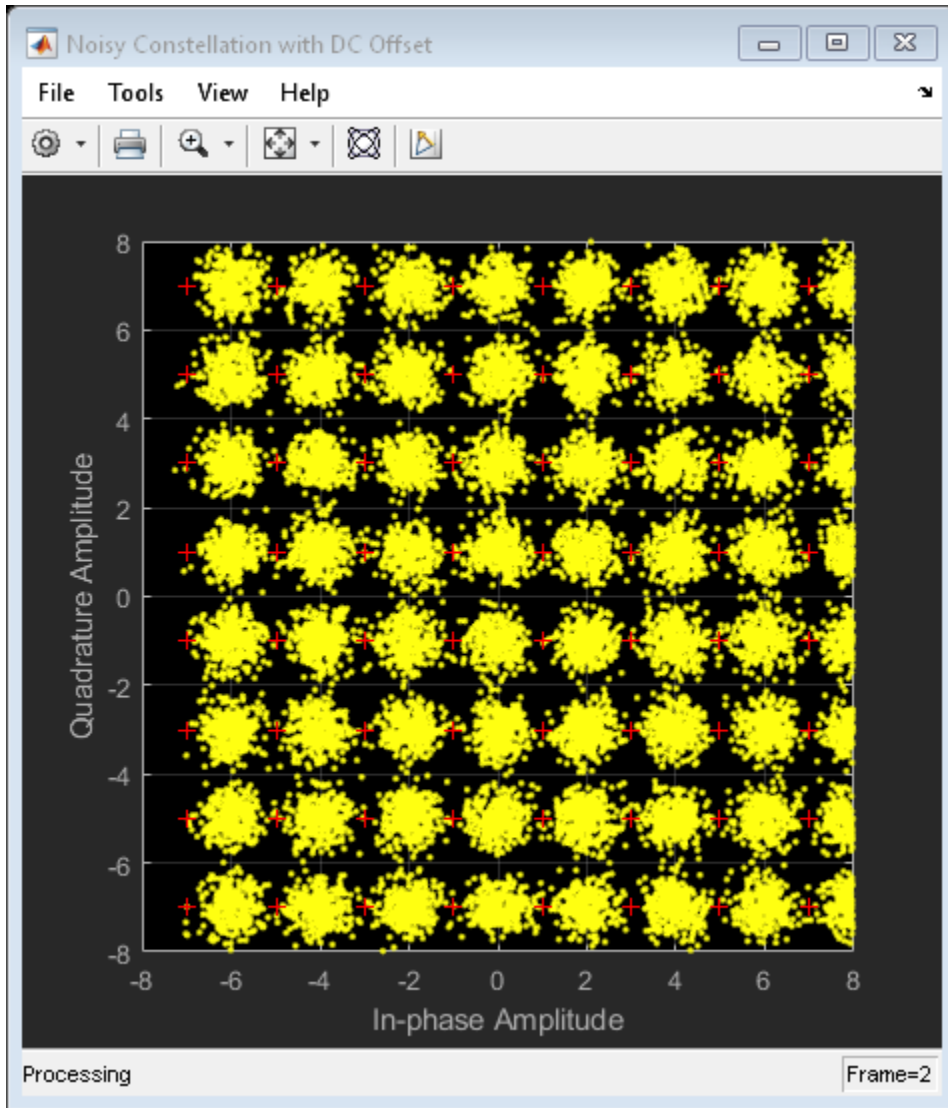 Noisy Constellation with DC Offset
File Tools View Help
8
6
4
2
0
-2
-4
-6
-8
Quadrature Amplitude
-8 -6 -4 -2 0 2 4 6 8
In-phase Amplitude
Processing Frame=2